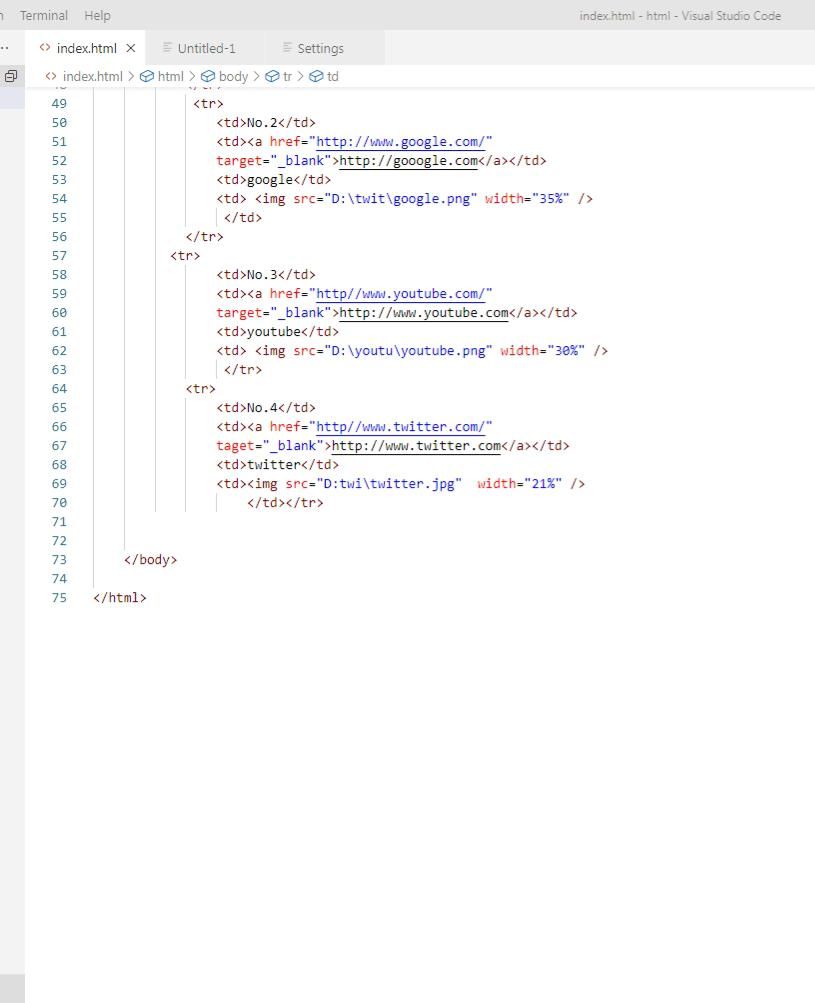 Terminal Help index.html - html - Visual Studio Code
index.html Untitled-1 Settings
index.html > html > body > tr > td
49 <tr>
50 <td>No.2</td>
51 <td><a href="http://www.google.com/"
52 target="_blank">http://gooogle.com</a></td>
53 <td>google</td>
54 <td> <img src="D:\twit\google.png" width="35%" />
55 </td>
56 </tr>
57 <tr>
58 <td>No.3</td>
59 <td><a href="http//www.youtube.com/"
60 target="_blank">http://www.youtube.com</a></td>
61 <td>youtube</td>
62 <td> <img src="D:\youtu\youtube.png" width="30%" />
63 </td>
64 <tr>
65 <td>No.4</td>
66 <td><a href="http//www.twitter.com/"
67 taget="_blank">http://www.twitter.com</a></td>
68 <td>twitter</td>
69 <td><img src="D:twi\twitter.jpg" width="21%" />
70 </td></tr>
71
72
73 </body>
74
75 </html>